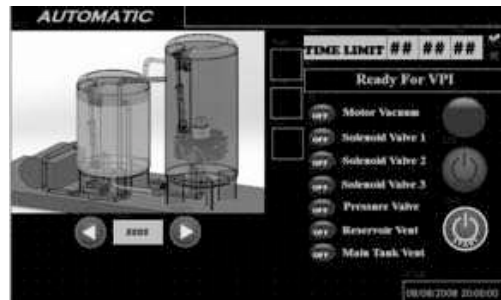 AUTOMATIC
TIME LIMIT ## ## ##
Ready For VPI
OFF Motor Vacuum
OFF Solenoid Valve 1
OFF Solenoid Valve 2
OFF Solenoid Valve 3
OFF Pressure Valve
OFF Reservoir Vent
OFF Main Tank Vent
START
####
08/08/2008 20:00:00